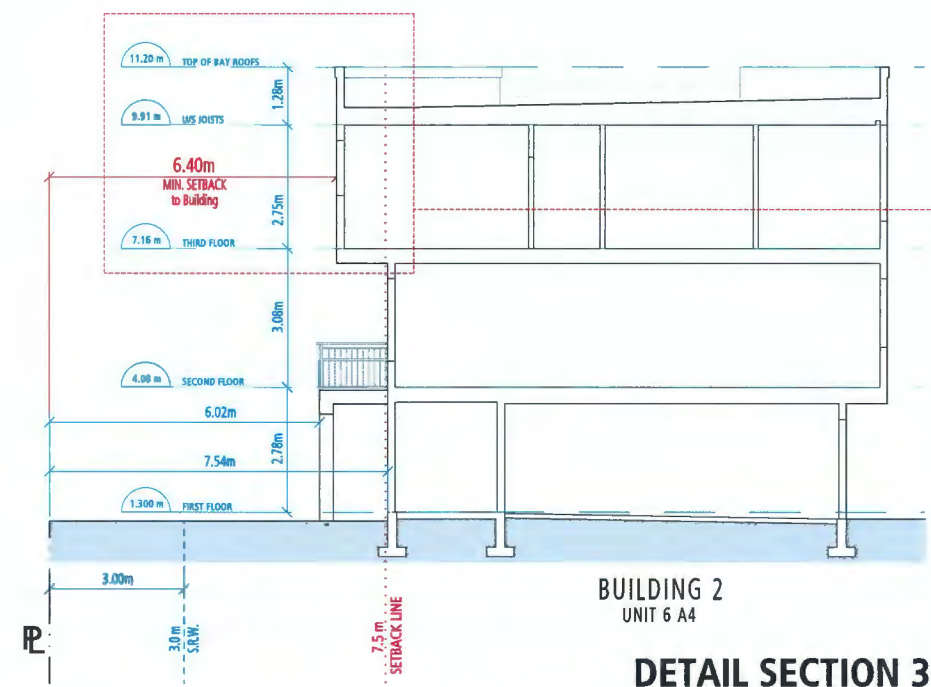 11.20 m TOP OF BAY ROOFS
1.28m
9.91 m U/S JOISTS
6.40m
MIN. SETBACK
to Building
2.75m
7.16 m THIRD FLOOR
3.08m
4.08 m SECOND FLOOR
6.02m
2.78m
7.54m
1.300 m FIRST FLOOR
3.00m
BUILDING 2
UNIT 6 A4
PL
3.0 m
S.R.W.
7.5 m
SETBACK LINE
DETAIL SECTION 3